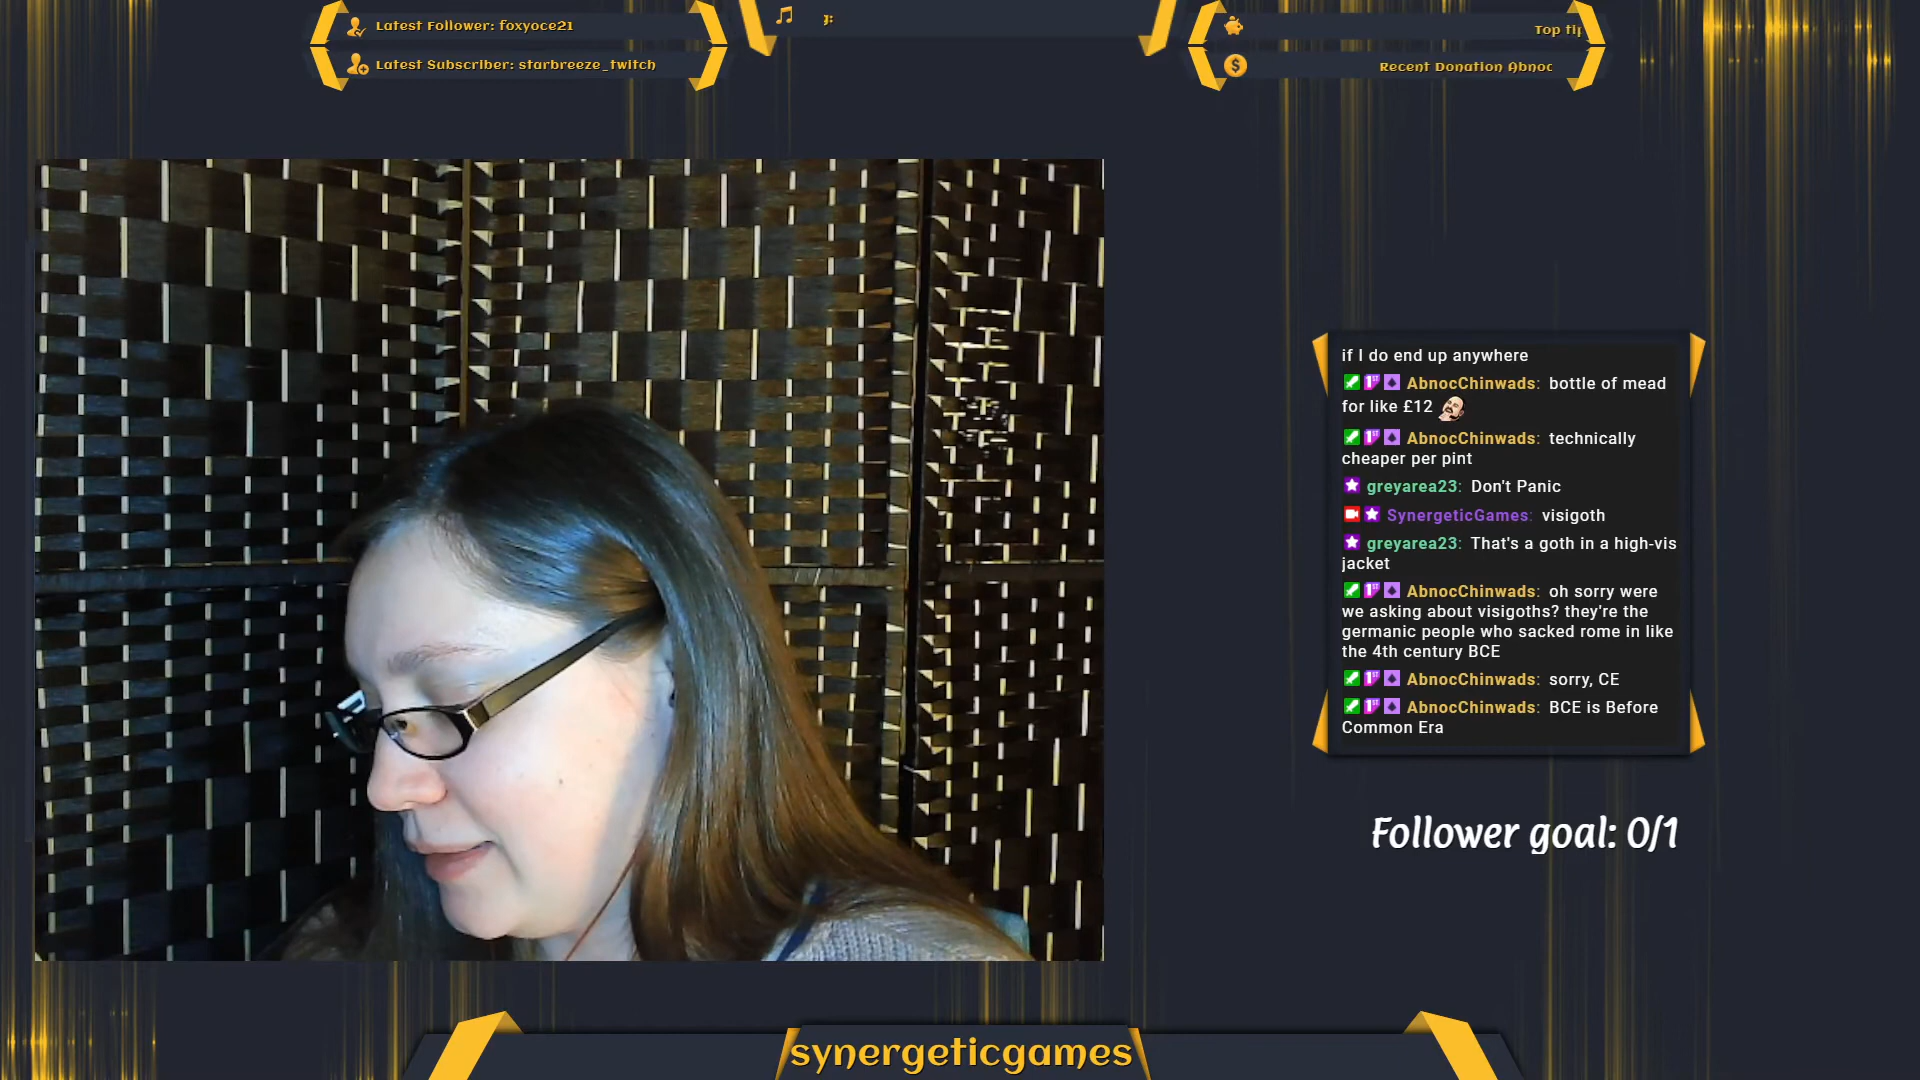 Latest Follower: foxyoce21
Latest Subscriber: starbreeze_twitch
g:
Top tip
Recent Donation Abnoc
if I do end up anywhere
AbnocChinwads: bottle of mead
for like £12
AbnocChinwads: technically
cheaper per pint
greyarea23: Don't Panic
SynergeticGames: visigoth
greyarea23: That's a goth in a high-vis
jacket
AbnocChinwads: oh sorry were
we asking about visigoths? they're the
germanic people who sacked rome in like
the 4th century BCE
AbnocChinwads: sorry, CE
AbnocChinwads: BCE is Before
Common Era
Follower goal: 0/1
synergeticgames